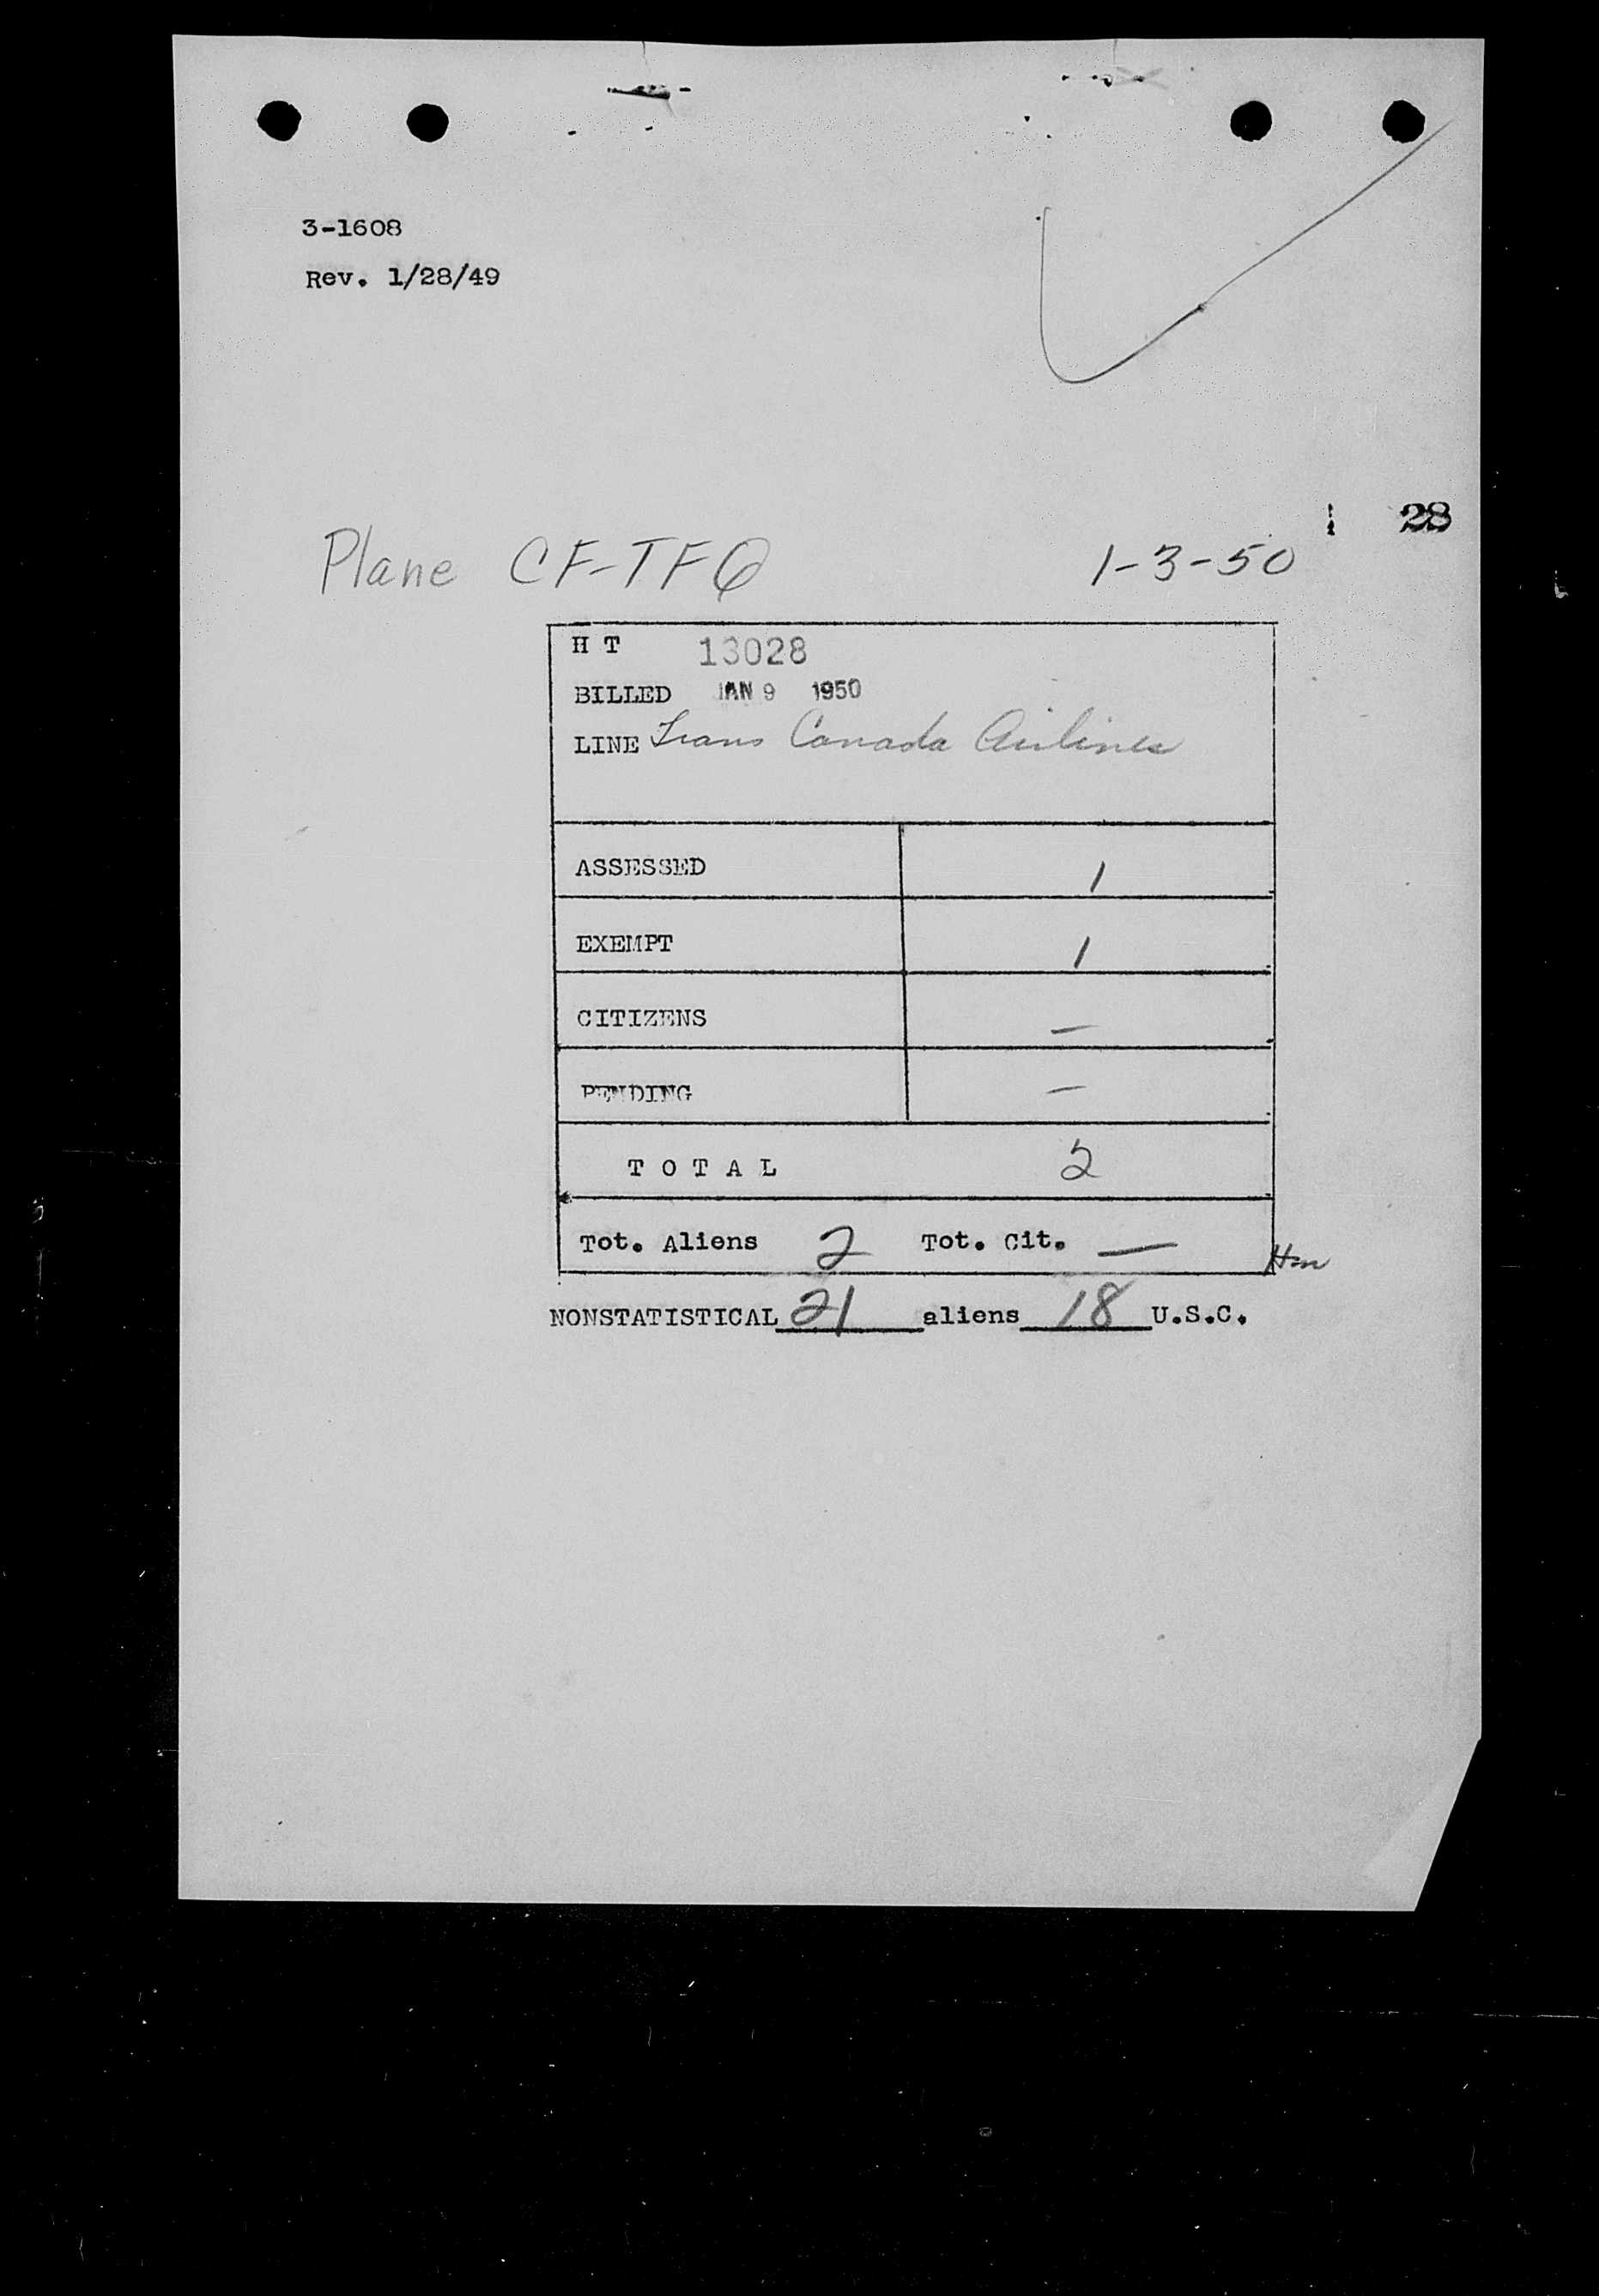 3-1608
Rev. 1/28/49
28
Plane CF-TFQ 1-3-50
H T 13028
BILLED JAN 9 1950
LINE Trans Canada Airlines
ASSESSED 1
EXEMPT 1
CITIZENS —
PENDING —
T O T A L 2
Tot. Aliens 2 Tot. Cit. —
NONSTATISTICAL 21 aliens 18 U.S.C.